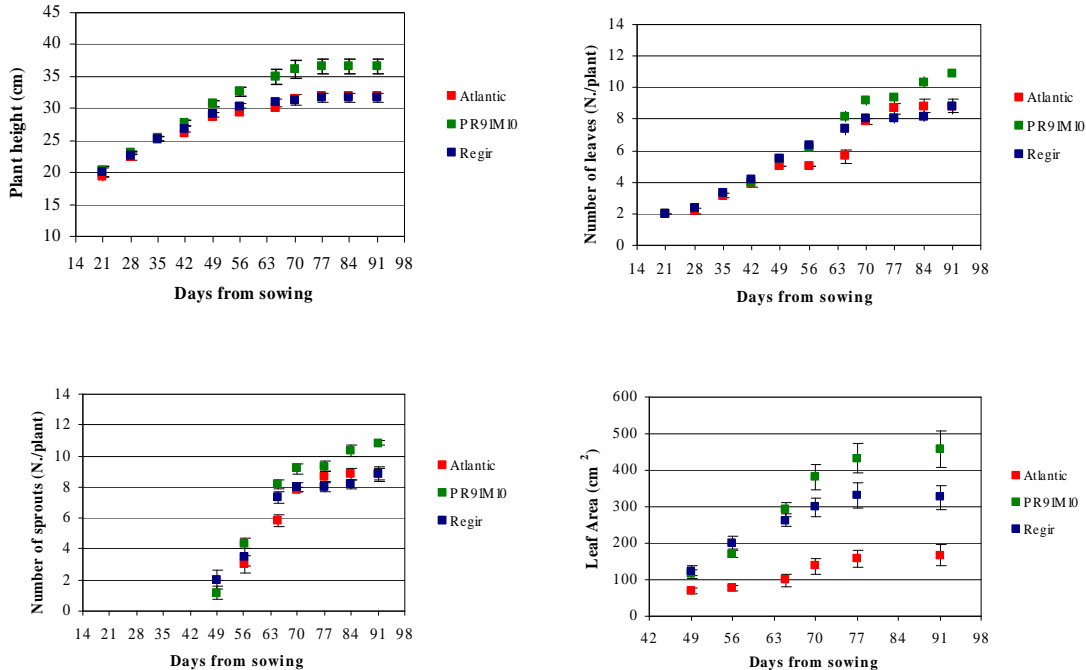 Plant height (cm)
45
40
35
30
25
20
15
10
14 21 28 35 42 49 56 63 70 77 84 91 98
Days from sowing
Atlantic
PR91M10
Regir
Number of leaves (N./plant)
14
12
10
8
6
4
2
0
14 21 28 35 42 49 56 63 70 77 84 91 98
Days from sowing
Atlantic
PR91M10
Regir
Number of sprouts (N./plant)
14
12
10
8
6
4
2
0
14 21 28 35 42 49 56 63 70 77 84 91 98
Days from sowing
Atlantic
PR91M10
Regir
Leaf Area (cm²)
600
500
400
300
200
100
0
42 49 56 63 70 77 84 91 98
Days from sowing
Atlantic
PR91M10
Regir